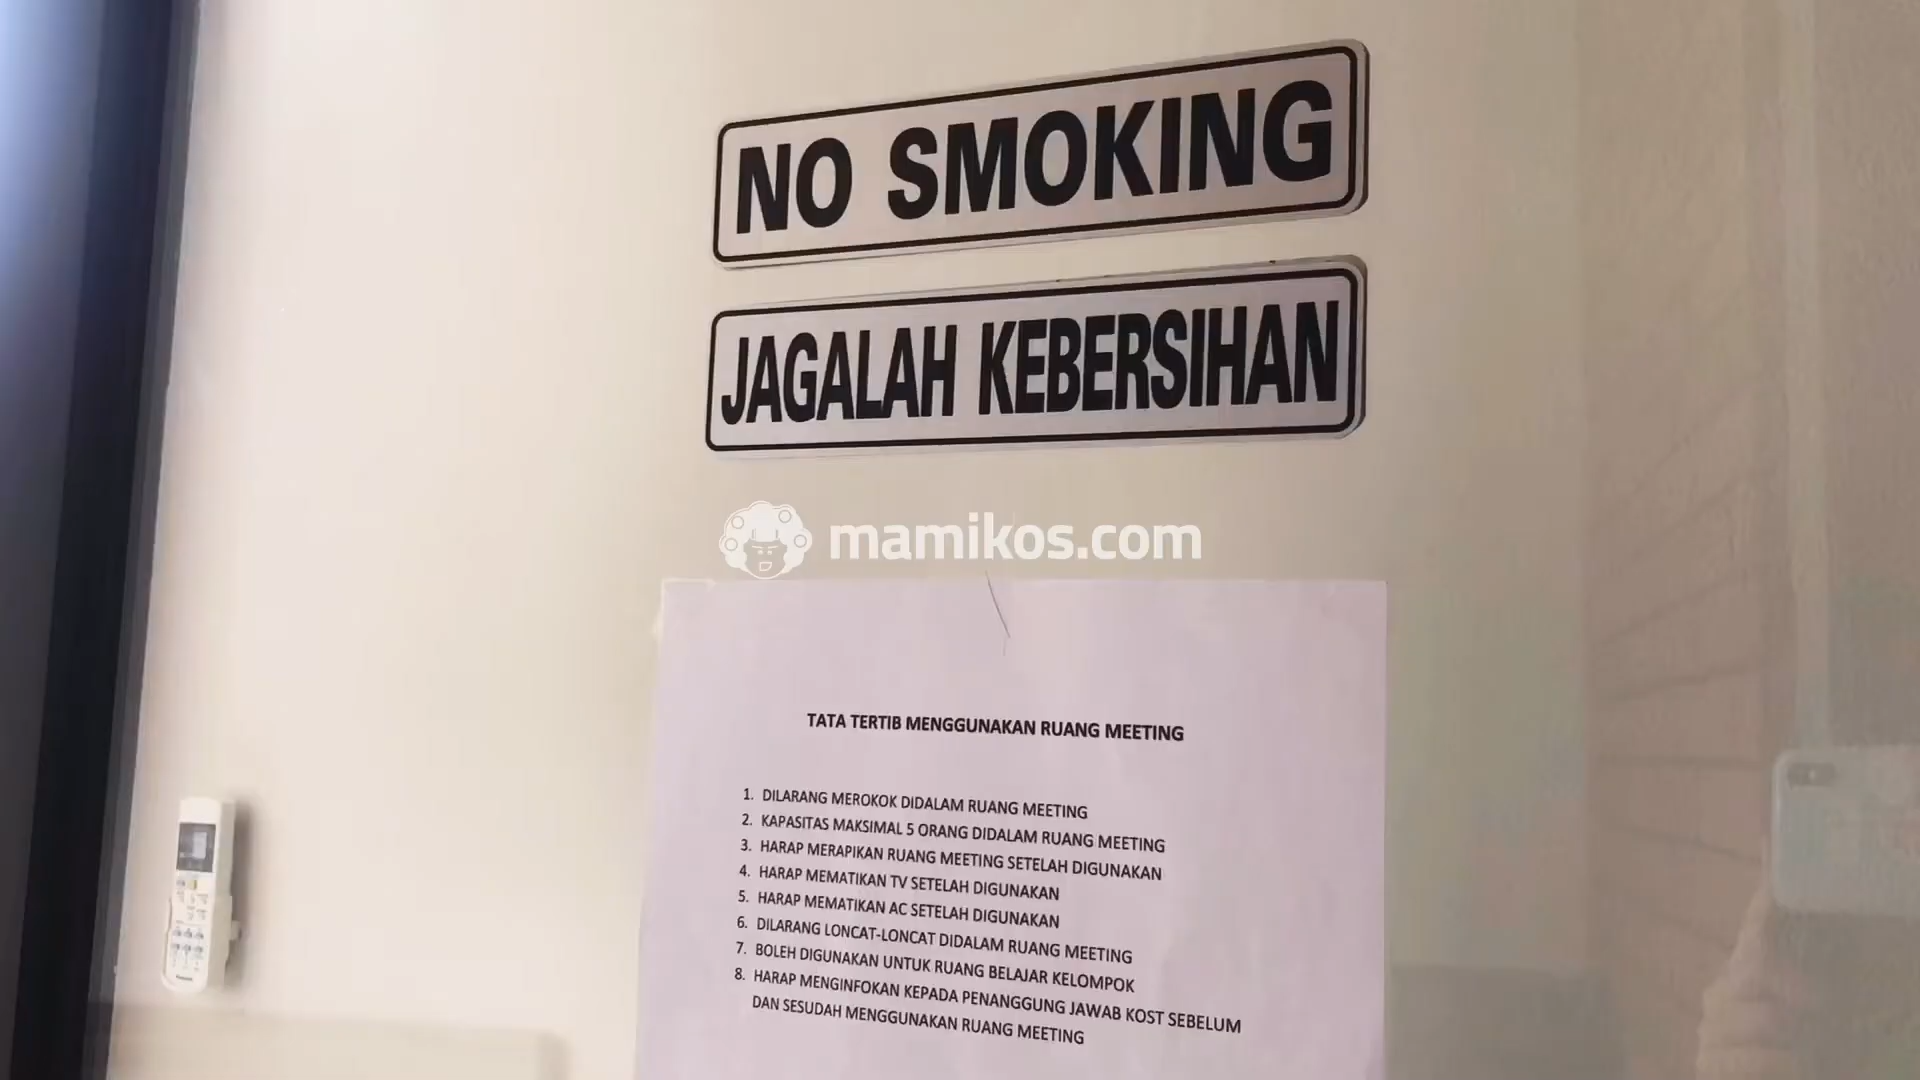 NO SMOKING
JAGALAH KEBERSIHAN
mamikos.com
TATA TERTIB MENGGUNAKAN RUANG MEETING
1. DILARANG MEROKOK DIDALAM RUANG MEETING
2. KAPASITAS MAKSIMAL 5 ORANG DIDALAM RUANG MEETING
3. HARAP MERAPIKAN RUANG MEETING SETELAH DIGUNAKAN
4. HARAP MEMATIKAN TV SETELAH DIGUNAKAN
5. HARAP MEMATIKAN AC SETELAH DIGUNAKAN
6. DILARANG LONCAT-LONCAT DIDALAM RUANG MEETING
7. BOLEH DIGUNAKAN UNTUK RUANG BELAJAR KELOMPOK
8. HARAP MENGINFOKAN KEPADA PENANGGUNG JAWAB KOST SEBELUM
DAN SESUDAH MENGGUNAKAN RUANG MEETING